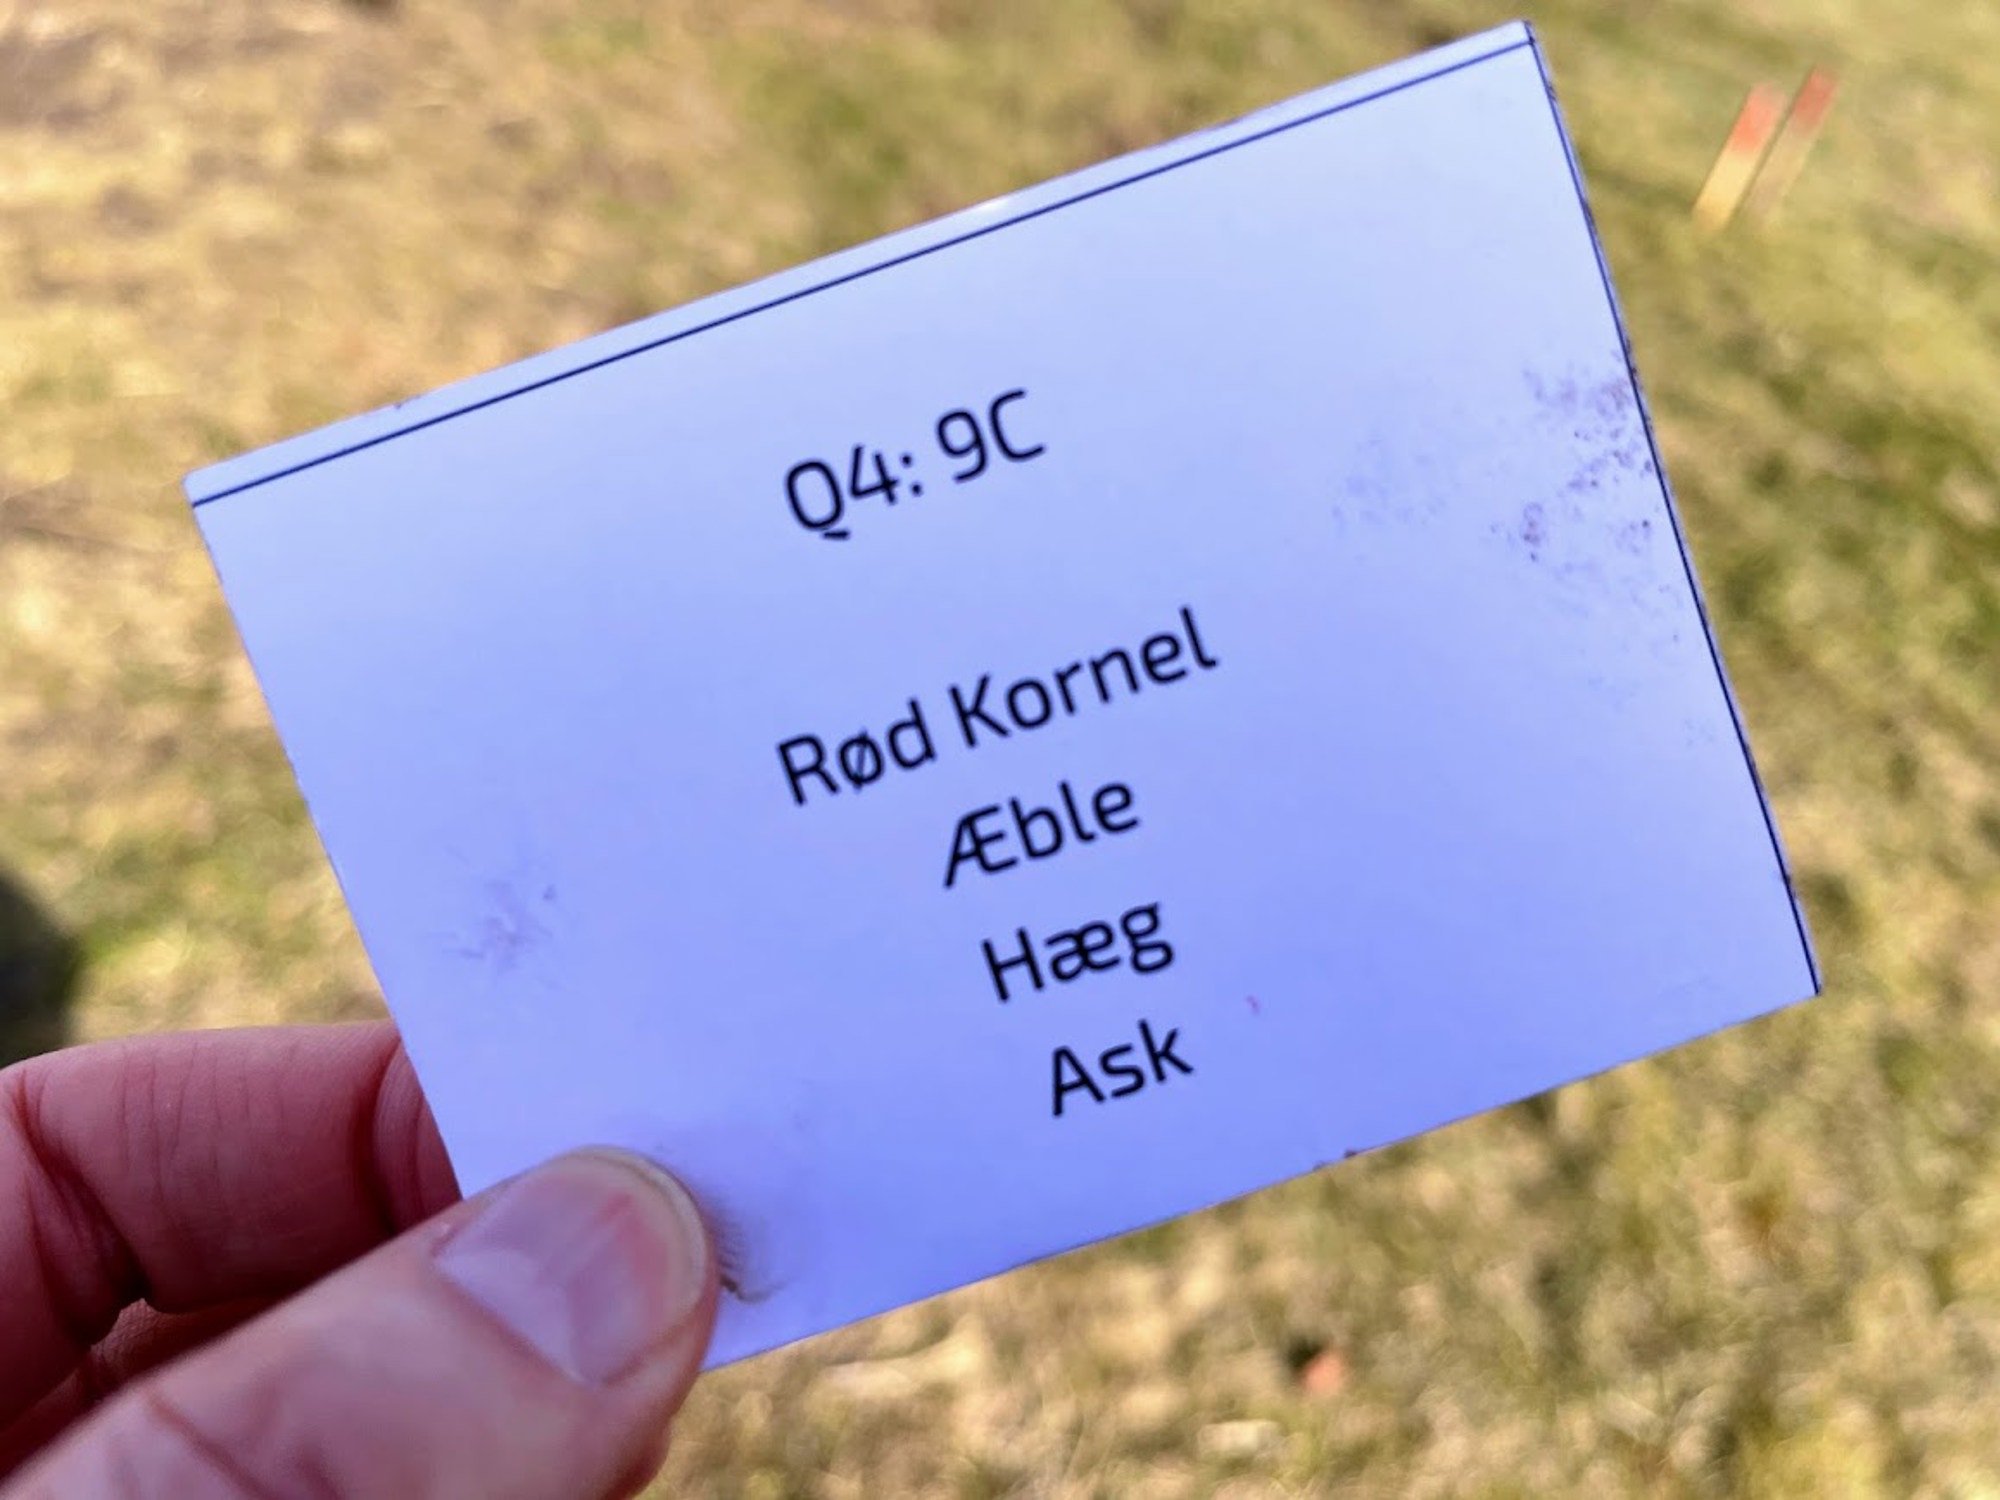 Q4: 9C
Rød Kornel
Æble
Hæg
Ask